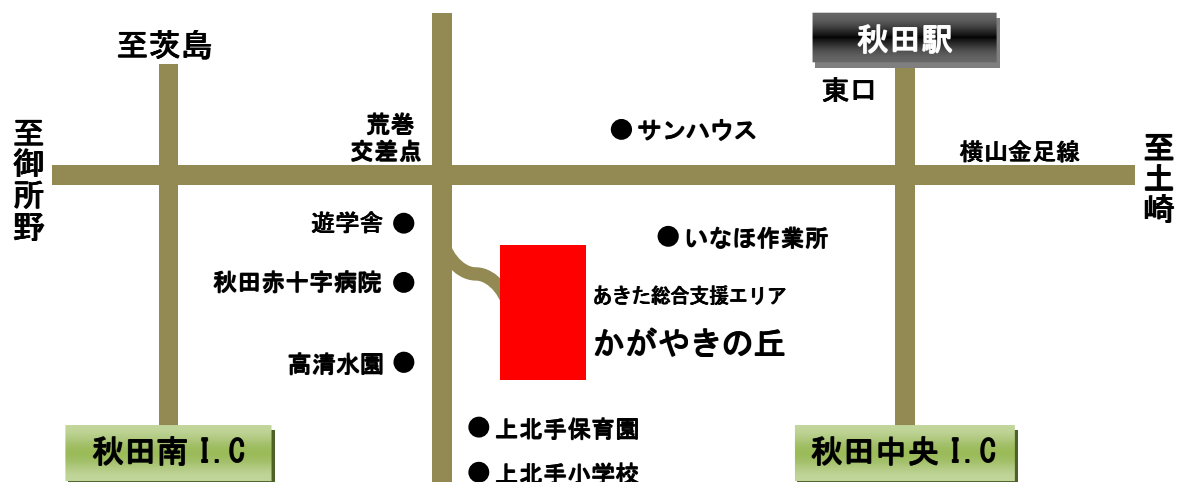 秋田駅
至茨島
東口
荒巻
交差点
サンハウス
至御所野
横山金足線
至土崎
遊学舎
いなほ作業所
秋田赤十字病院
あきた総合支援エリア
かがやきの丘
高清水園
上北手保育園
秋田南I.C
秋田中央I.C
上北手小学校